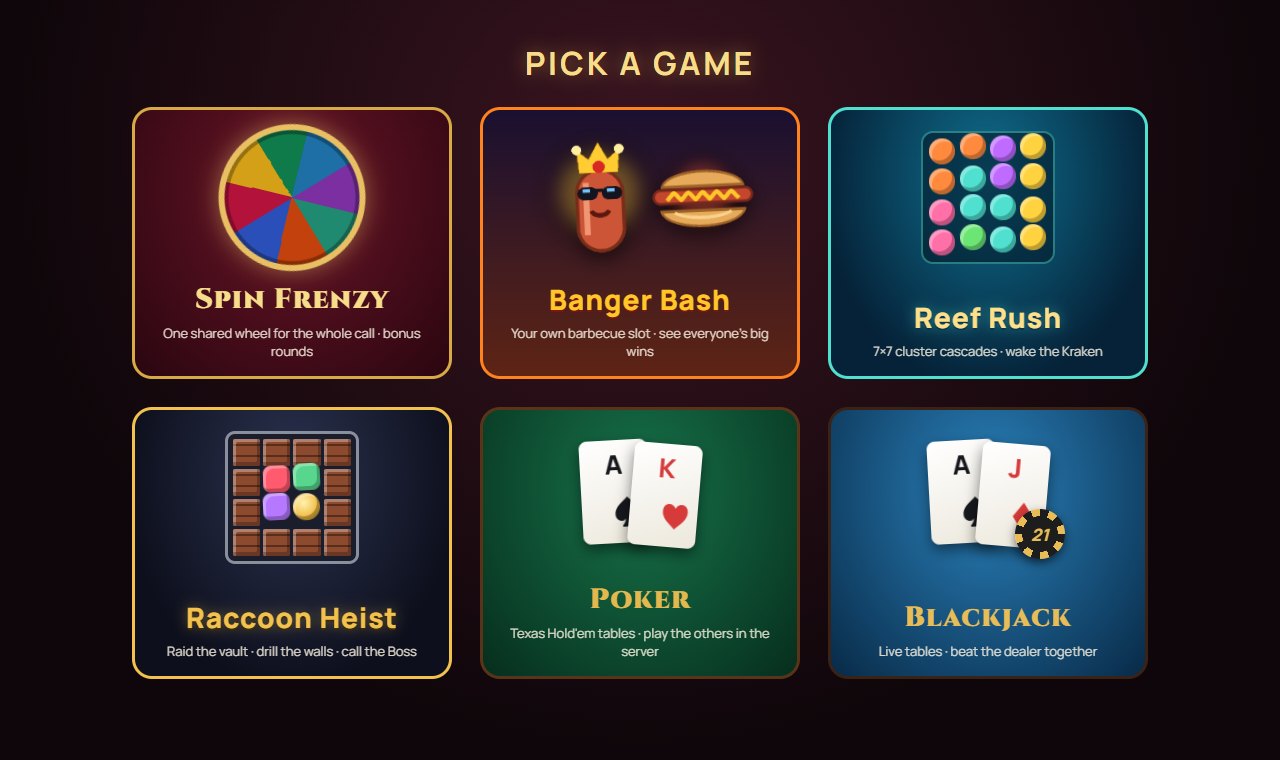 PICK A GAME
Spin Frenzy
One shared wheel for the whole call · bonus
rounds
Banger Bash
Your own barbecue slot · see everyone's big
wins
Reef Rush
7×7 cluster cascades · wake the Kraken
Raccoon Heist
Raid the vault · drill the walls · call the Boss
A
K
Poker
Texas Hold'em tables · play the others in the
server
A
J
21
Blackjack
Live tables · beat the dealer together